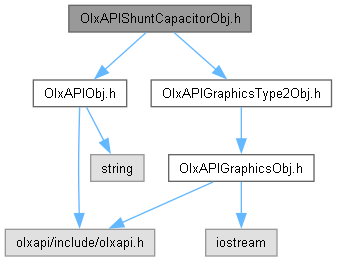 OlxAPIShuntCapacitorObj.h
OlxAPIObj.h
OlxAPIGraphicsType2Obj.h
string
OlxAPIGraphicsObj.h
olxapi/include/olxapi.h
iostream